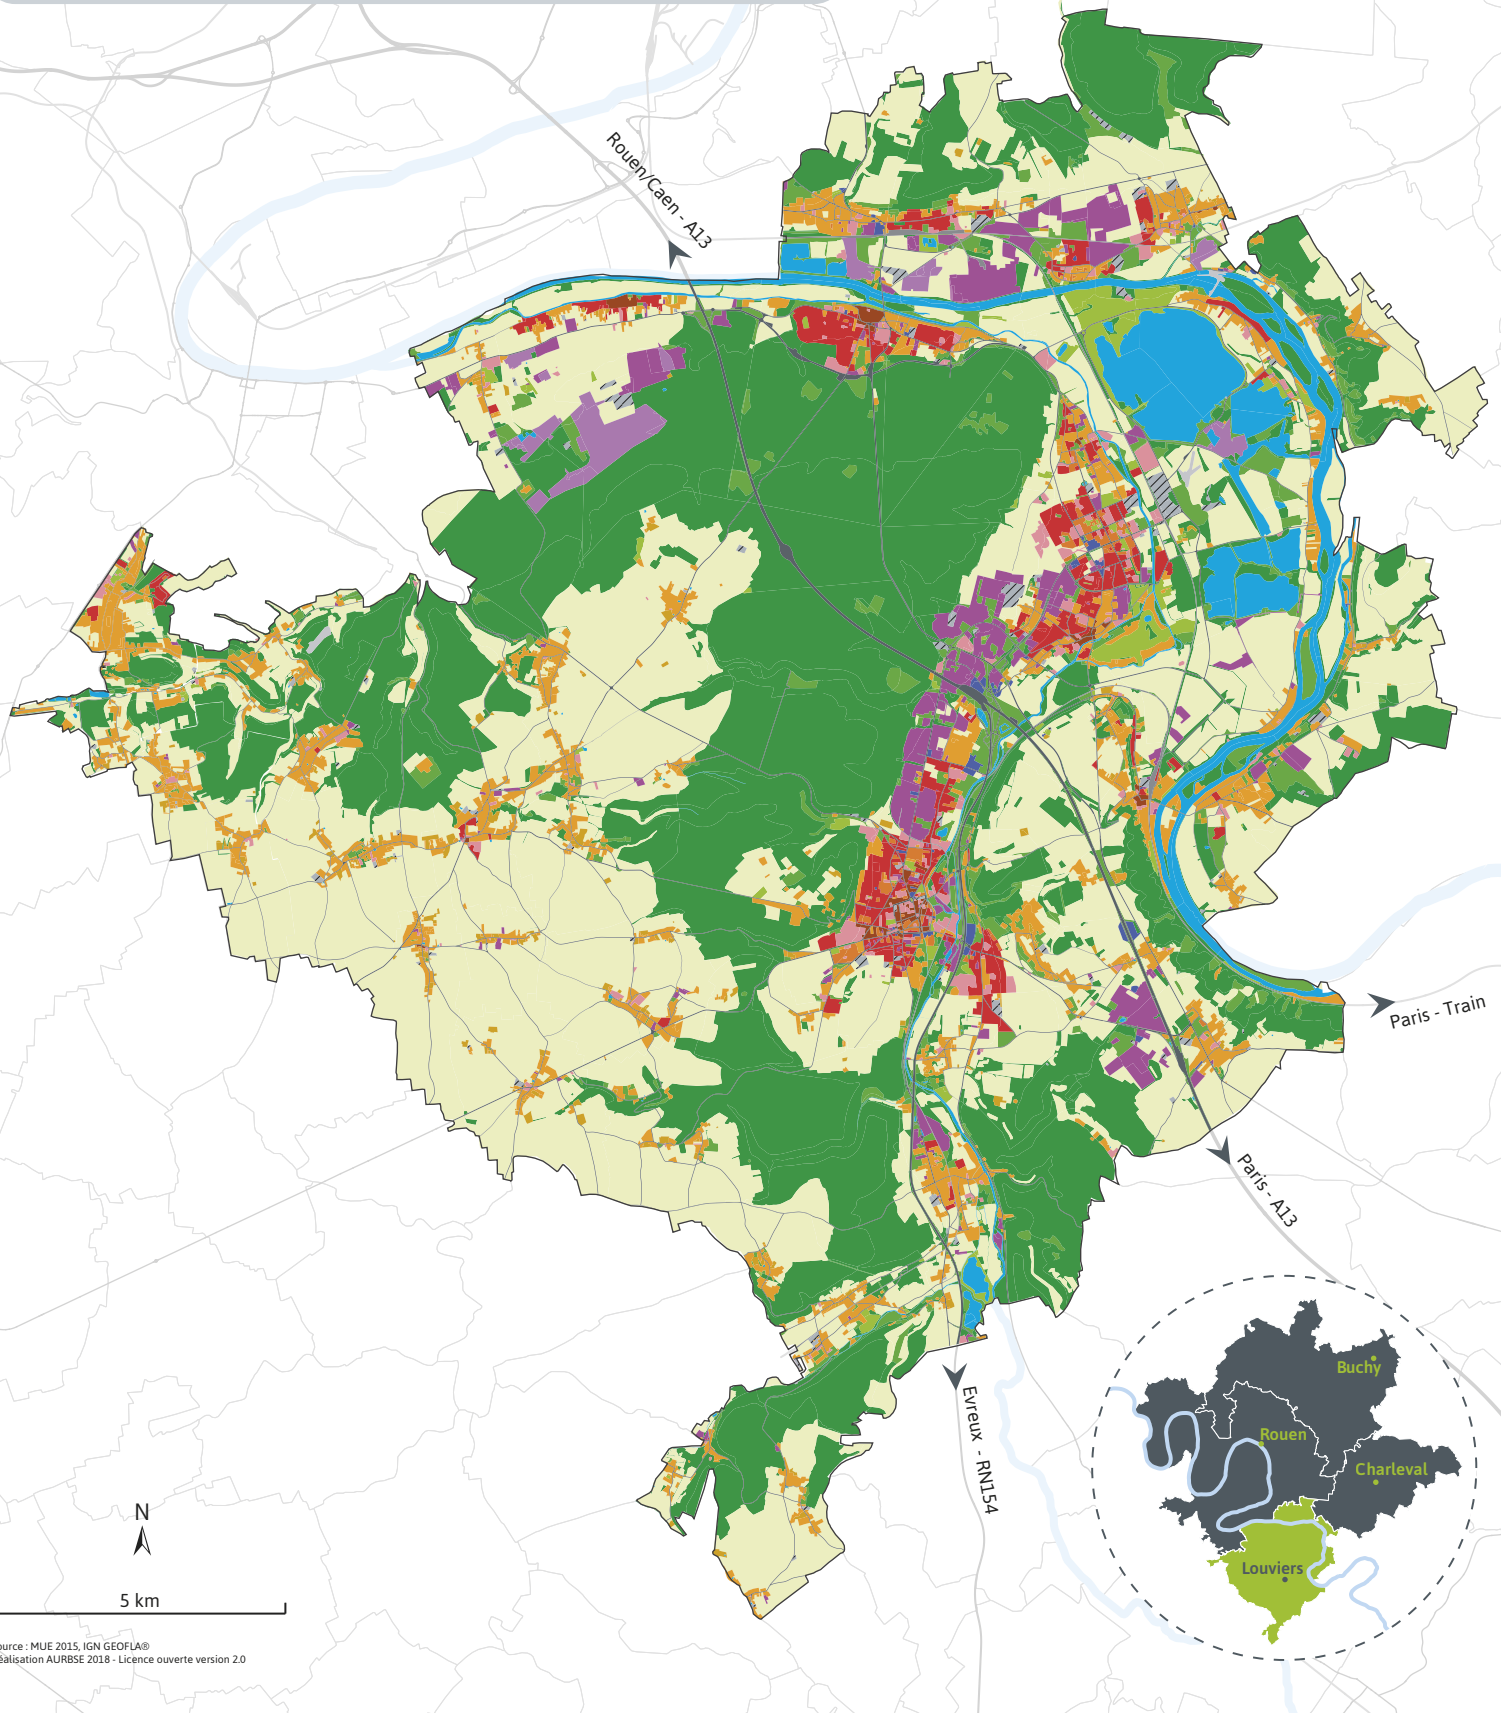 Rouen/Caen - A13
Paris - Train
Paris - A13
Evreux - RN154
Buchy
Rouen
Charleval
Louviers
N
5 km
ource : MUE 2015, IGN GEOFLA®
éalisation AURBSE 2018 - Licence ouverte version 2.0